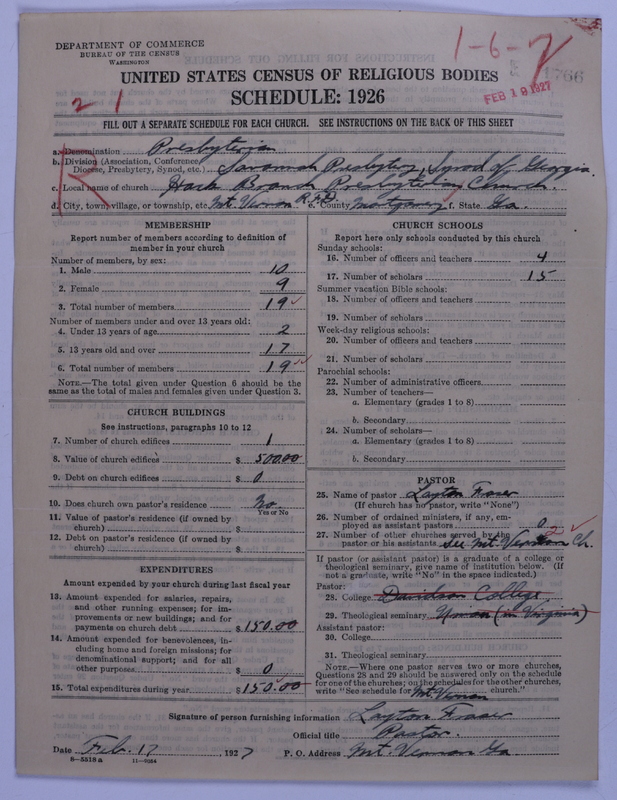 DEPARTMENT OF COMMERCE
BUREAU OF THE CENSUS
WASHINGTON
1-6-7
1766
FEB 19 1927
UNITED STATES CENSUS OF RELIGIOUS BODIES
SCHEDULE: 1926
2 1
FILL OUT A SEPARATE SCHEDULE FOR EACH CHURCH. SEE INSTRUCTIONS ON THE BACK OF THIS SHEET
a. Denomination Presbyterian
b. Division (Association, Conference,
Diocese, Presbytery, Synod, etc.) Savannah Presbytery, Synod of Georgia.
c. Local name of church Branch Presbyterian Church.
d. City, town, village, or township, etc. Mt. Vernon R.F.D. e. County Montgomery f. State Ga.
MEMBERSHIP
Report number of members according to definition of
member in your church
Number of members, by sex:
1. Male 10
2. Female 9
3. Total number of members 19
Number of members under and over 13 years old:
4. Under 13 years of age 2
5. 13 years old and over 17
6. Total number of members 19
NOTE.—The total given under Question 6 should be the
same as the total of males and females given under Question 3.
CHURCH BUILDINGS
See instructions, paragraphs 10 to 12
7. Number of church edifices 1
8. Value of church edifices $ 500.00
9. Debt on church edifices $ 0
10. Does church own pastor's residence No
Yes or No
11. Value of pastor's residence (if owned by
church) $
12. Debt on pastor's residence (if owned by
church) $
EXPENDITURES
Amount expended by your church during last fiscal year
13. Amount expended for salaries, repairs,
and other running expenses; for im-
provements or new buildings; and for
payments on church debt $ 150.00
14. Amount expended for benevolences, in-
cluding home and foreign missions; for
denominational support; and for all
other purposes $ 0
15. Total expenditures during year $ 150.00
CHURCH SCHOOLS
Report here only schools conducted by this church
Sunday schools:
16. Number of officers and teachers 4
17. Number of scholars 15
Summer vacation Bible schools:
18. Number of officers and teachers
19. Number of scholars
Week-day religious schools:
20. Number of officers and teachers
21. Number of scholars
Parochial schools:
22. Number of administrative officers
23. Number of teachers—
a. Elementary (grades 1 to 8)
b. Secondary
24. Number of scholars—
a. Elementary (grades 1 to 8)
b. Secondary
PASTOR
25. Name of pastor Layton Fraser
(If church has no pastor, write "None")
26. Number of ordained ministers, if any, em-
ployed as assistant pastors 0
27. Number of other churches served by the
pastor or his assistants See Mt. Vernon Ch. 2
If pastor (or assistant pastor) is a graduate of a college or
theological seminary, give name of institution below. (If
not a graduate, write "No" in the space indicated.)
Pastor:
28. College Davidson College.
29. Theological seminary Union (in Virginia)
Assistant pastor:
30. College
31. Theological seminary
NOTE.—Where one pastor serves two or more churches,
Questions 28 and 29 should be answered only on the schedule
for one of the churches; on the schedules for the other churches,
write "See schedule for Mt. Vernon church."
Signature of person furnishing information Layton Fraser
Official title Pastor.
Date Feb. 17, 1927 P. O. Address Mt. Vernon Ga
8-5518 a 11-9054